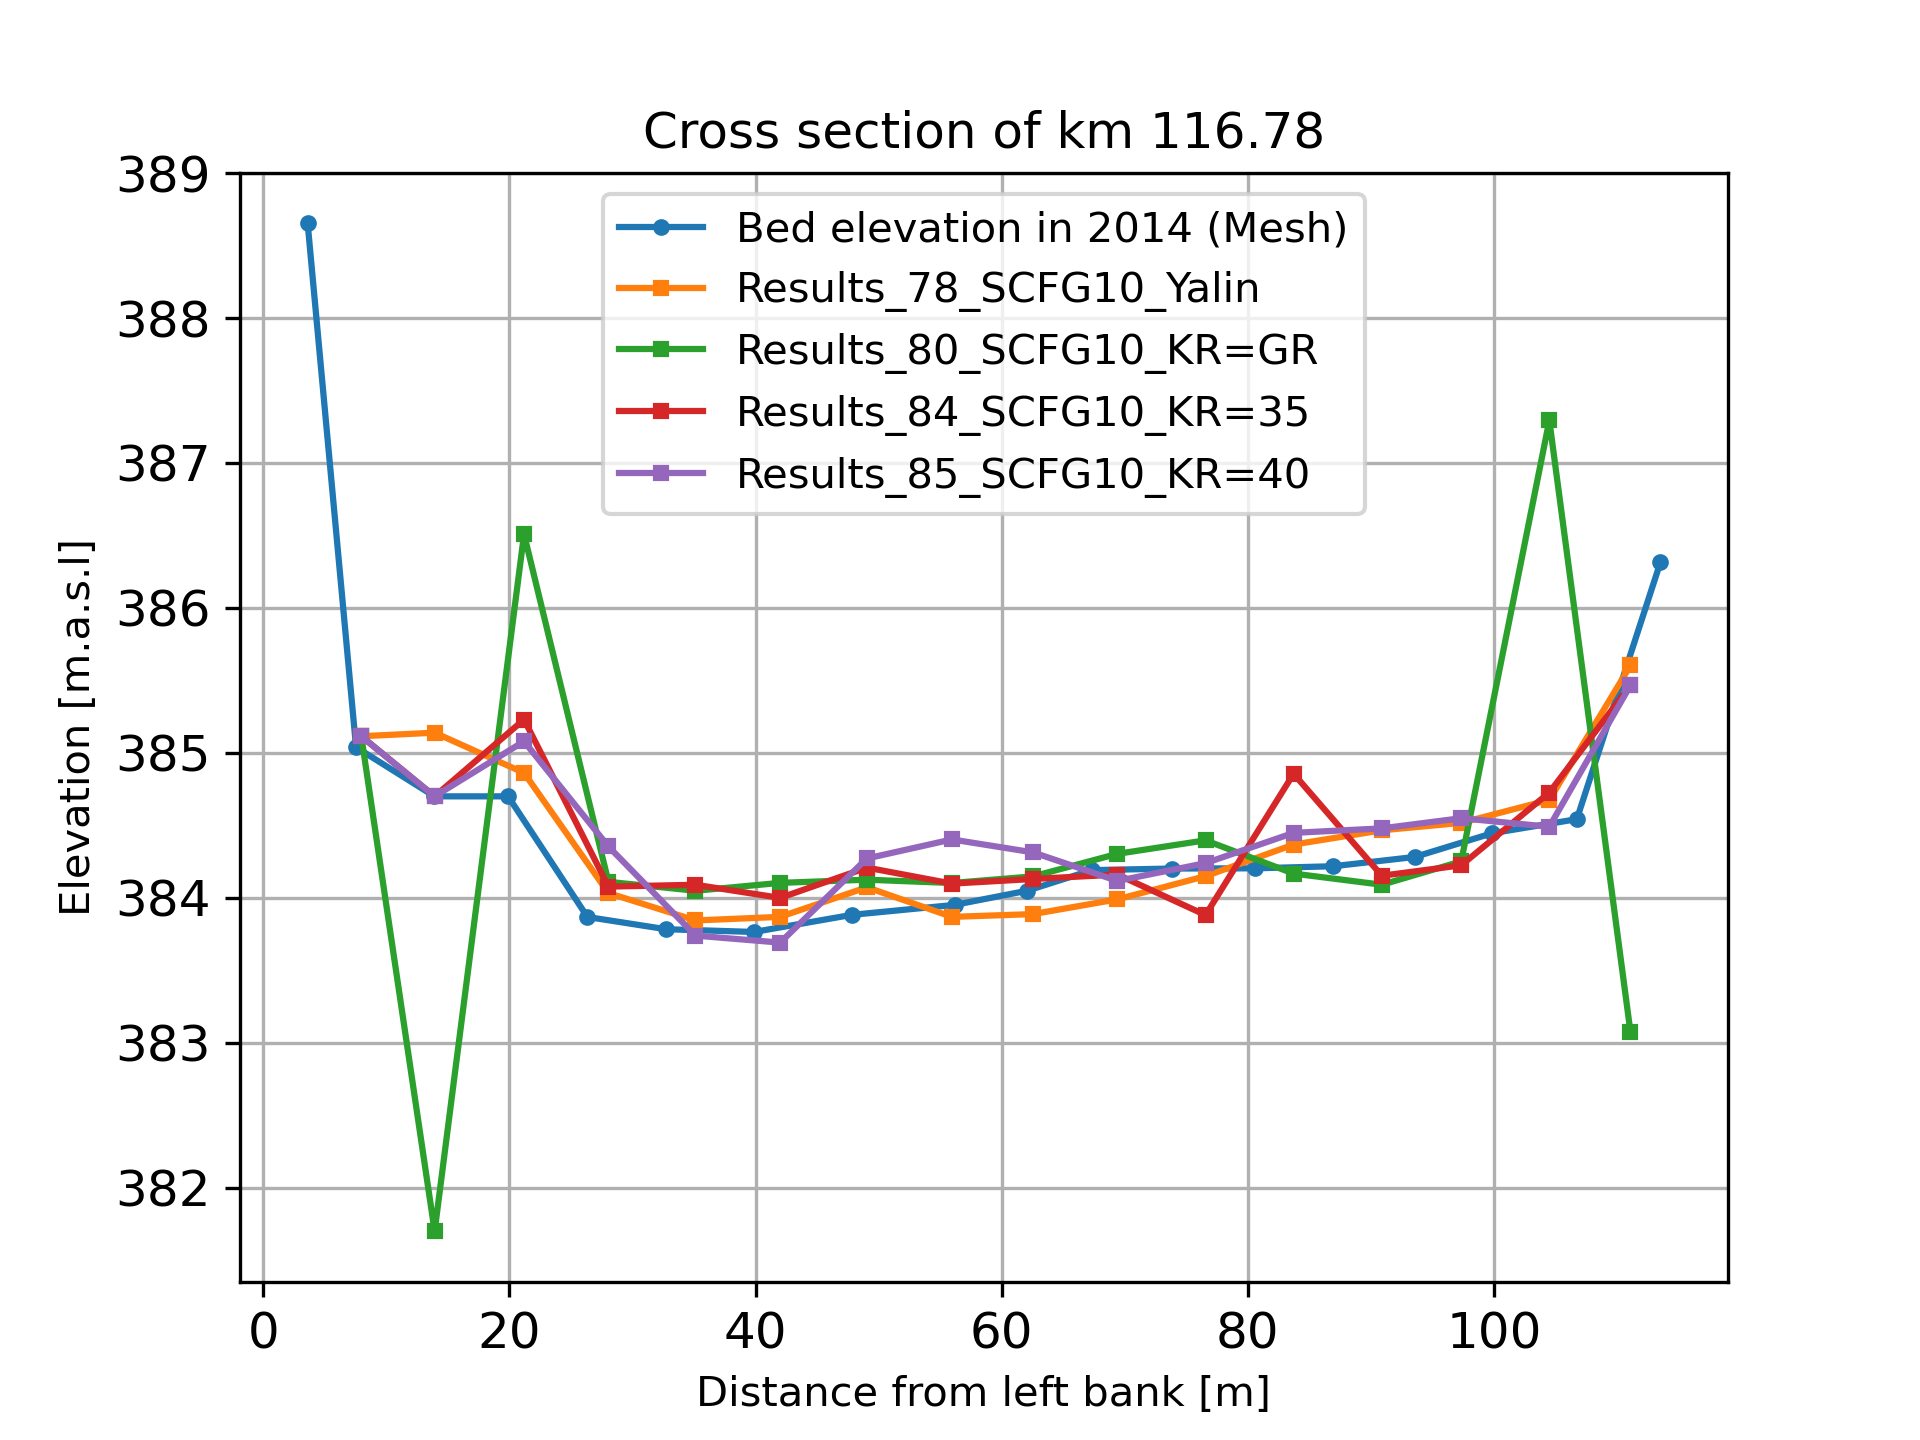 Cross section of km 116.78
389
388
387
386
385
384
383
382
Elevation [m.a.s.l]
Bed elevation in 2014 (Mesh)
Results_78_SCFG10_Yalin
Results_80_SCFG10_KR=GR
Results_84_SCFG10_KR=35
Results_85_SCFG10_KR=40
0 20 40 60 80 100
Distance from left bank [m]